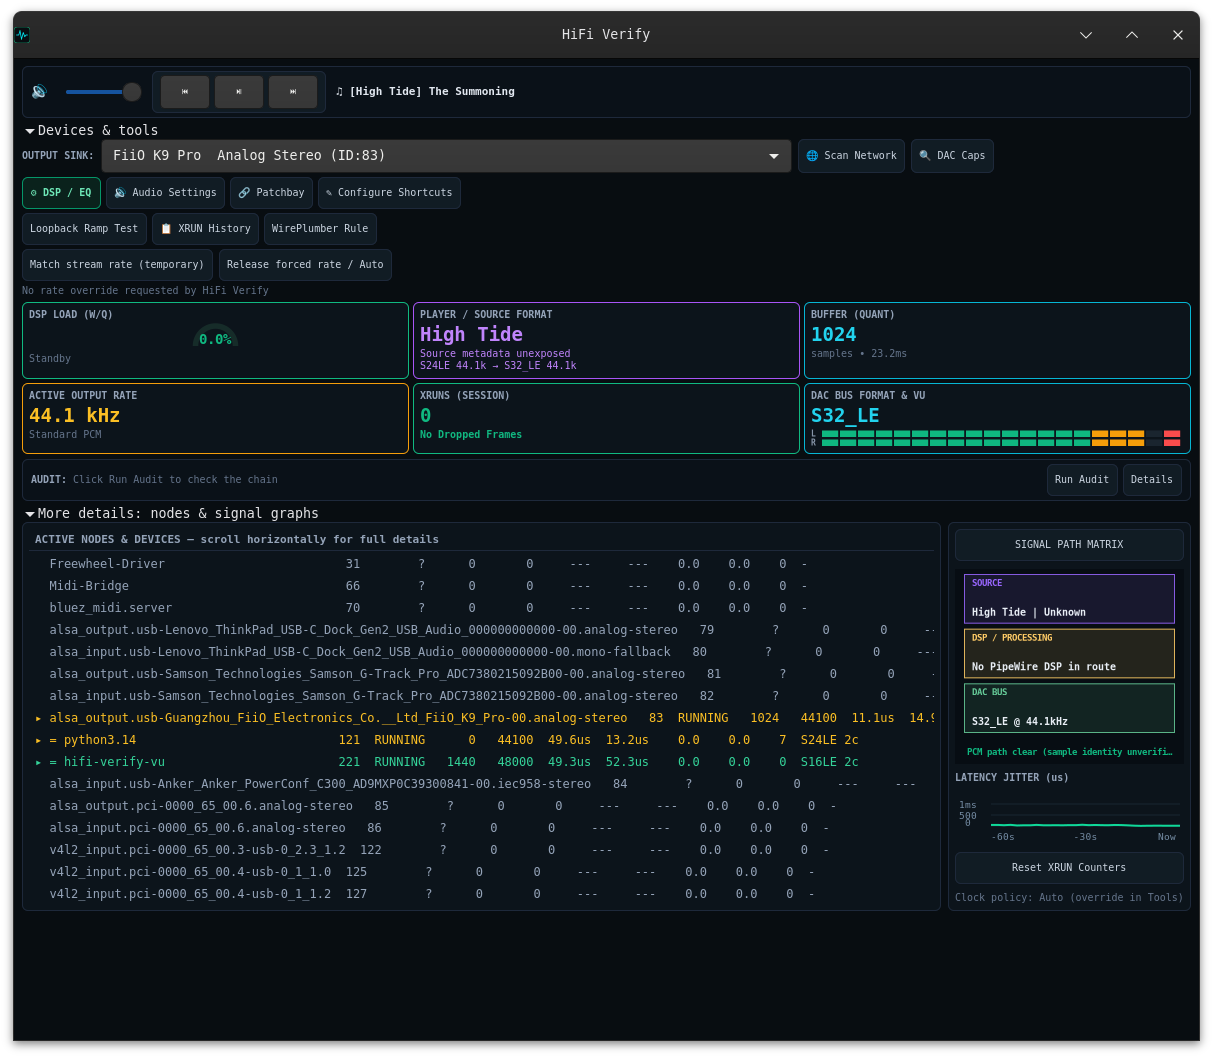 HiFi Verify
♫ [High Tide] The Summoning
Devices & tools
OUTPUT SINK: FiiO K9 Pro  Analog Stereo (ID:83) Scan Network DAC Caps
DSP / EQ Audio Settings Patchbay Configure Shortcuts
Loopback Ramp Test XRUN History WirePlumber Rule
Match stream rate (temporary) Release forced rate / Auto
No rate override requested by HiFi Verify
DSP LOAD (W/Q)
0.0%
Standby
PLAYER / SOURCE FORMAT
High Tide
Source metadata unexposed
S24LE 44.1k → S32_LE 44.1k
BUFFER (QUANT)
1024
samples • 23.2ms
ACTIVE OUTPUT RATE
44.1 kHz
Standard PCM
XRUNS (SESSION)
0
No Dropped Frames
DAC BUS FORMAT & VU
S32_LE
L
R
AUDIT: Click Run Audit to check the chain Run Audit Details
More details: nodes & signal graphs
ACTIVE NODES & DEVICES — scroll horizontally for full details
Freewheel-Driver 31 ? 0 0 --- --- 0.0 0.0 0 -
Midi-Bridge 66 ? 0 0 --- --- 0.0 0.0 0 -
bluez_midi.server 70 ? 0 0 --- --- 0.0 0.0 0 -
alsa_output.usb-Lenovo_ThinkPad_USB-C_Dock_Gen2_USB_Audio_000000000000-00.analog-stereo 79 ? 0 0 --
alsa_input.usb-Lenovo_ThinkPad_USB-C_Dock_Gen2_USB_Audio_000000000000-00.mono-fallback 80 ? 0 0 ---
alsa_output.usb-Samson_Technologies_Samson_G-Track_Pro_ADC7380215092B00-00.analog-stereo 81 ? 0 0 -
alsa_input.usb-Samson_Technologies_Samson_G-Track_Pro_ADC7380215092B00-00.analog-stereo 82 ? 0 0 --
▸ alsa_output.usb-Guangzhou_FiiO_Electronics_Co.__Ltd_FiiO_K9_Pro-00.analog-stereo 83 RUNNING 1024 44100 11.1us 14.9
▸ = python3.14 121 RUNNING 0 44100 49.6us 13.2us 0.0 0.0 7 S24LE 2c
▸ = hifi-verify-vu 221 RUNNING 1440 48000 49.3us 52.3us 0.0 0.0 0 S16LE 2c
alsa_input.usb-Anker_Anker_PowerConf_C300_AD9MXP0C39300841-00.iec958-stereo 84 ? 0 0 --- ---
alsa_output.pci-0000_65_00.6.analog-stereo 85 ? 0 0 --- --- 0.0 0.0 0 -
alsa_input.pci-0000_65_00.6.analog-stereo 86 ? 0 0 --- --- 0.0 0.0 0 -
v4l2_input.pci-0000_65_00.3-usb-0_2.3_1.2 122 ? 0 0 --- --- 0.0 0.0 0 -
v4l2_input.pci-0000_65_00.4-usb-0_1_1.0 125 ? 0 0 --- --- 0.0 0.0 0 -
v4l2_input.pci-0000_65_00.4-usb-0_1_1.2 127 ? 0 0 --- --- 0.0 0.0 0 -
SIGNAL PATH MATRIX
SOURCE
High Tide | Unknown
DSP / PROCESSING
No PipeWire DSP in route
DAC BUS
S32_LE @ 44.1kHz
PCM path clear (sample identity unverifi…
LATENCY JITTER (us)
1ms
500
0
-60s -30s Now
Reset XRUN Counters
Clock policy: Auto (override in Tools)